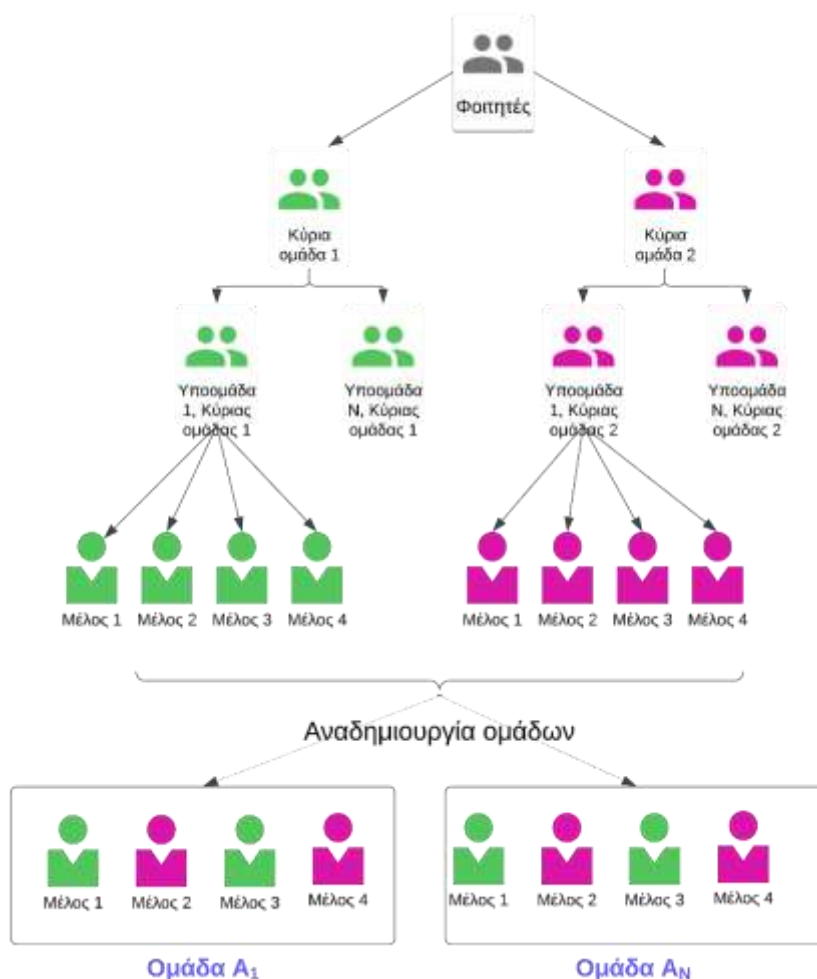 Φοιτητές
Κύρια
ομάδα 1
Κύρια
ομάδα 2
Υποομάδα
1, Κύριας
ομάδας 1
Υποομάδα
Ν, Κύριας
ομάδας 1
Υποομάδα
1, Κύριας
ομάδας 2
Υποομάδα
Ν, Κύριας
ομάδας 2
Μέλος 1 Μέλος 2 Μέλος 3 Μέλος 4
Μέλος 1 Μέλος 2 Μέλος 3 Μέλος 4
Αναδημιουργία ομάδων
Μέλος 1 Μέλος 2 Μέλος 3 Μέλος 4
Μέλος 1 Μέλος 2 Μέλος 3 Μέλος 4
Ομάδα Α₁
Ομάδα Α_Ν